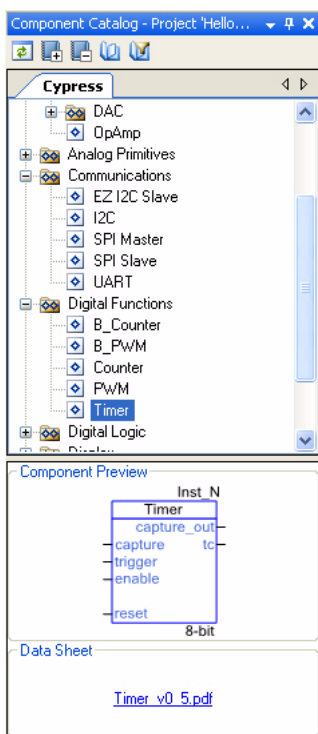 Component Catalog - Project 'Hello...
Cypress
DAC
OpAmp
Analog Primitives
Communications
EZ I2C Slave
I2C
SPI Master
SPI Slave
UART
Digital Functions
B_Counter
B_PWM
Counter
PWM
Timer
Digital Logic
Component Preview
Inst_N
Timer
capture_out
capture tc
trigger
enable
reset
8-bit
Data Sheet
Timer_v0_5.pdf